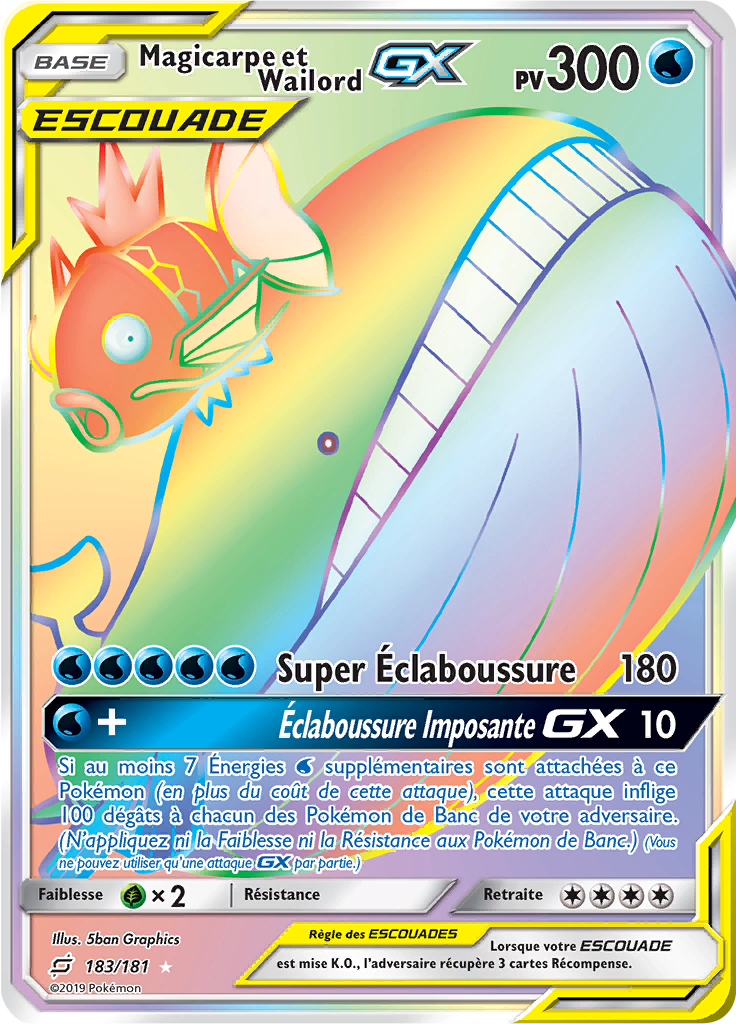 BASE
Magicarpe et
Wailord GX
PV300
ESCOUADE
Super Éclaboussure 180
+ Éclaboussure Imposante GX 10
Si au moins 7 Énergies supplémentaires sont attachées à ce
Pokémon (en plus du coût de cette attaque), cette attaque inflige
100 dégâts à chacun des Pokémon de Banc de votre adversaire.
(N'appliquez ni la Faiblesse ni la Résistance aux Pokémon de Banc.) (Vous
ne pouvez utiliser qu'une attaque GX par partie.)
Faiblesse ×2 Résistance Retraite
Illus. 5ban Graphics
183/181
©2019 Pokémon
Règle des ESCOUADES
Lorsque votre ESCOUADE
est mise K.O., l'adversaire récupère 3 cartes Récompense.